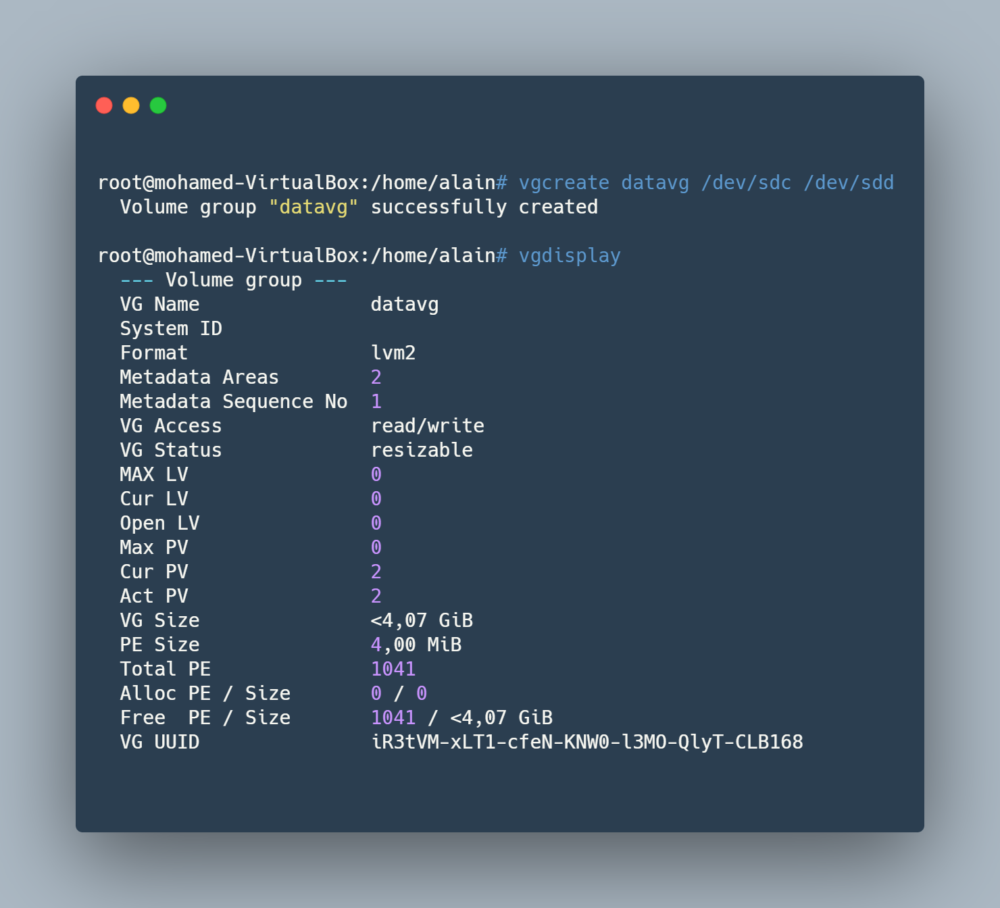 root@mohamed-VirtualBox:/home/alain# vgcreate datavg /dev/sdc /dev/sdd
  Volume group "datavg" successfully created

root@mohamed-VirtualBox:/home/alain# vgdisplay
  --- Volume group ---
  VG Name               datavg
  System ID
  Format                lvm2
  Metadata Areas        2
  Metadata Sequence No  1
  VG Access             read/write
  VG Status             resizable
  MAX LV                0
  Cur LV                0
  Open LV               0
  Max PV                0
  Cur PV                2
  Act PV                2
  VG Size               <4,07 GiB
  PE Size               4,00 MiB
  Total PE              1041
  Alloc PE / Size       0 / 0
  Free  PE / Size       1041 / <4,07 GiB
  VG UUID               iR3tVM-xLT1-cfeN-KNW0-l3MO-QlyT-CLB168